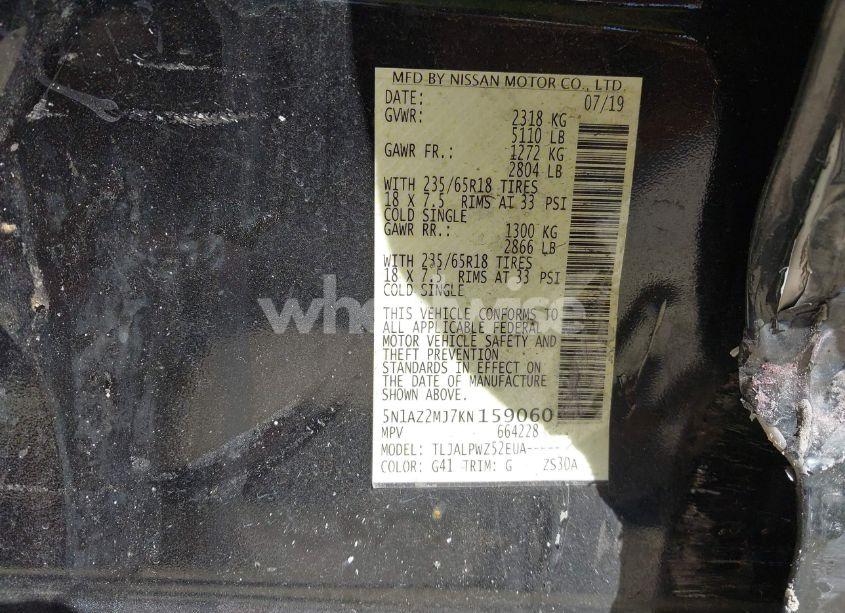 MFD BY NISSAN MOTOR CO., LTD.
DATE: 07/19
GVWR: 2318 KG
5110 LB
GAWR FR.: 1272 KG
2804 LB
WITH 235/65R18 TIRES
18 X 7.5 RIMS AT 33 PSI
COLD SINGLE
GAWR RR.: 1300 KG
2866 LB
WITH 235/65R18 TIRES
18 X 7.5 RIMS AT 33 PSI
COLD SINGLE
THIS VEHICLE CONFORMS TO
ALL APPLICABLE FEDERAL
MOTOR VEHICLE SAFETY AND
THEFT PREVENTION
STANDARDS IN EFFECT ON
THE DATE OF MANUFACTURE
SHOWN ABOVE.
5N1AZ2MJ7KN159060
MPV 664228
MODEL: TLJALPWZ52EUA-----
COLOR: G41 TRIM: G ZS30A